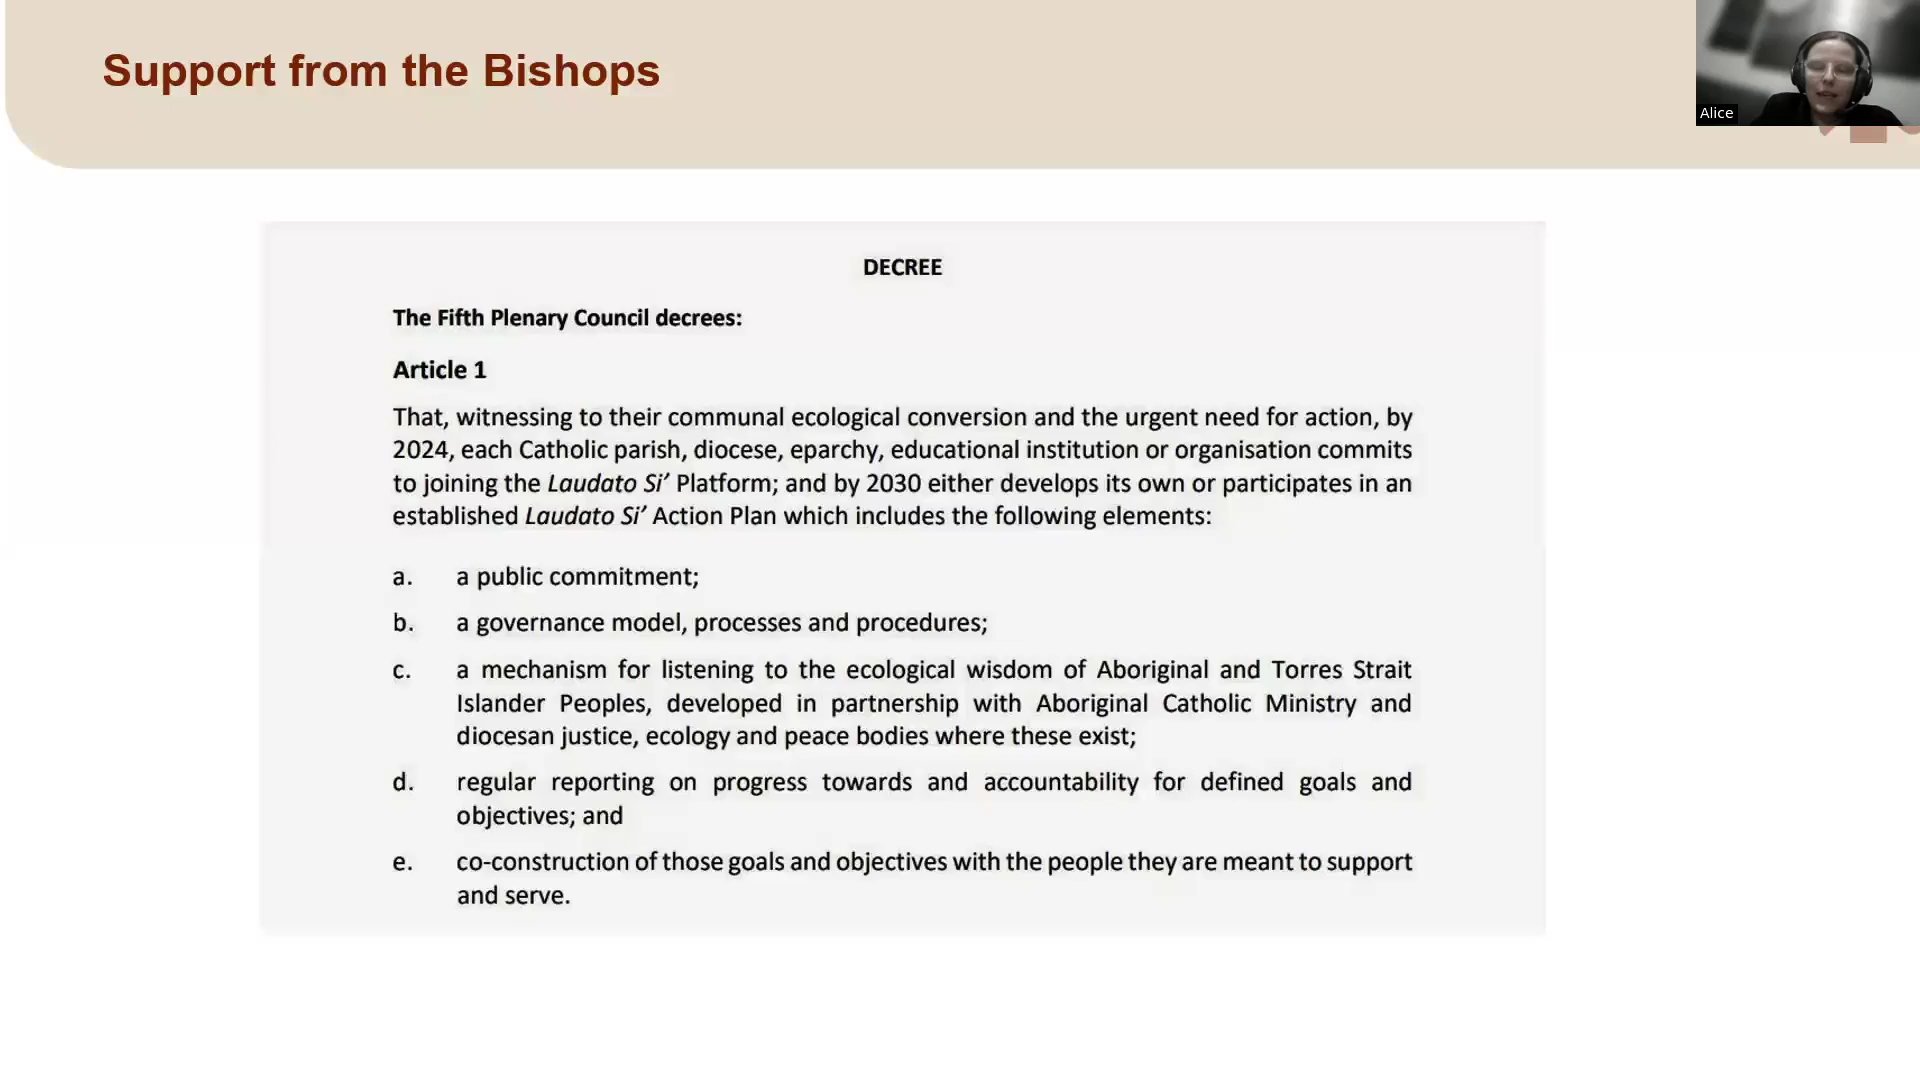 Support from the Bishops
Alice
DECREE
The Fifth Plenary Council decrees:
Article 1
That, witnessing to their communal ecological conversion and the urgent need for action, by
2024, each Catholic parish, diocese, eparchy, educational institution or organisation commits
to joining the Laudato Si’ Platform; and by 2030 either develops its own or participates in an
established Laudato Si’ Action Plan which includes the following elements:
a. a public commitment;
b. a governance model, processes and procedures;
c. a mechanism for listening to the ecological wisdom of Aboriginal and Torres Strait
Islander Peoples, developed in partnership with Aboriginal Catholic Ministry and
diocesan justice, ecology and peace bodies where these exist;
d. regular reporting on progress towards and accountability for defined goals and
objectives; and
e. co-construction of those goals and objectives with the people they are meant to support
and serve.